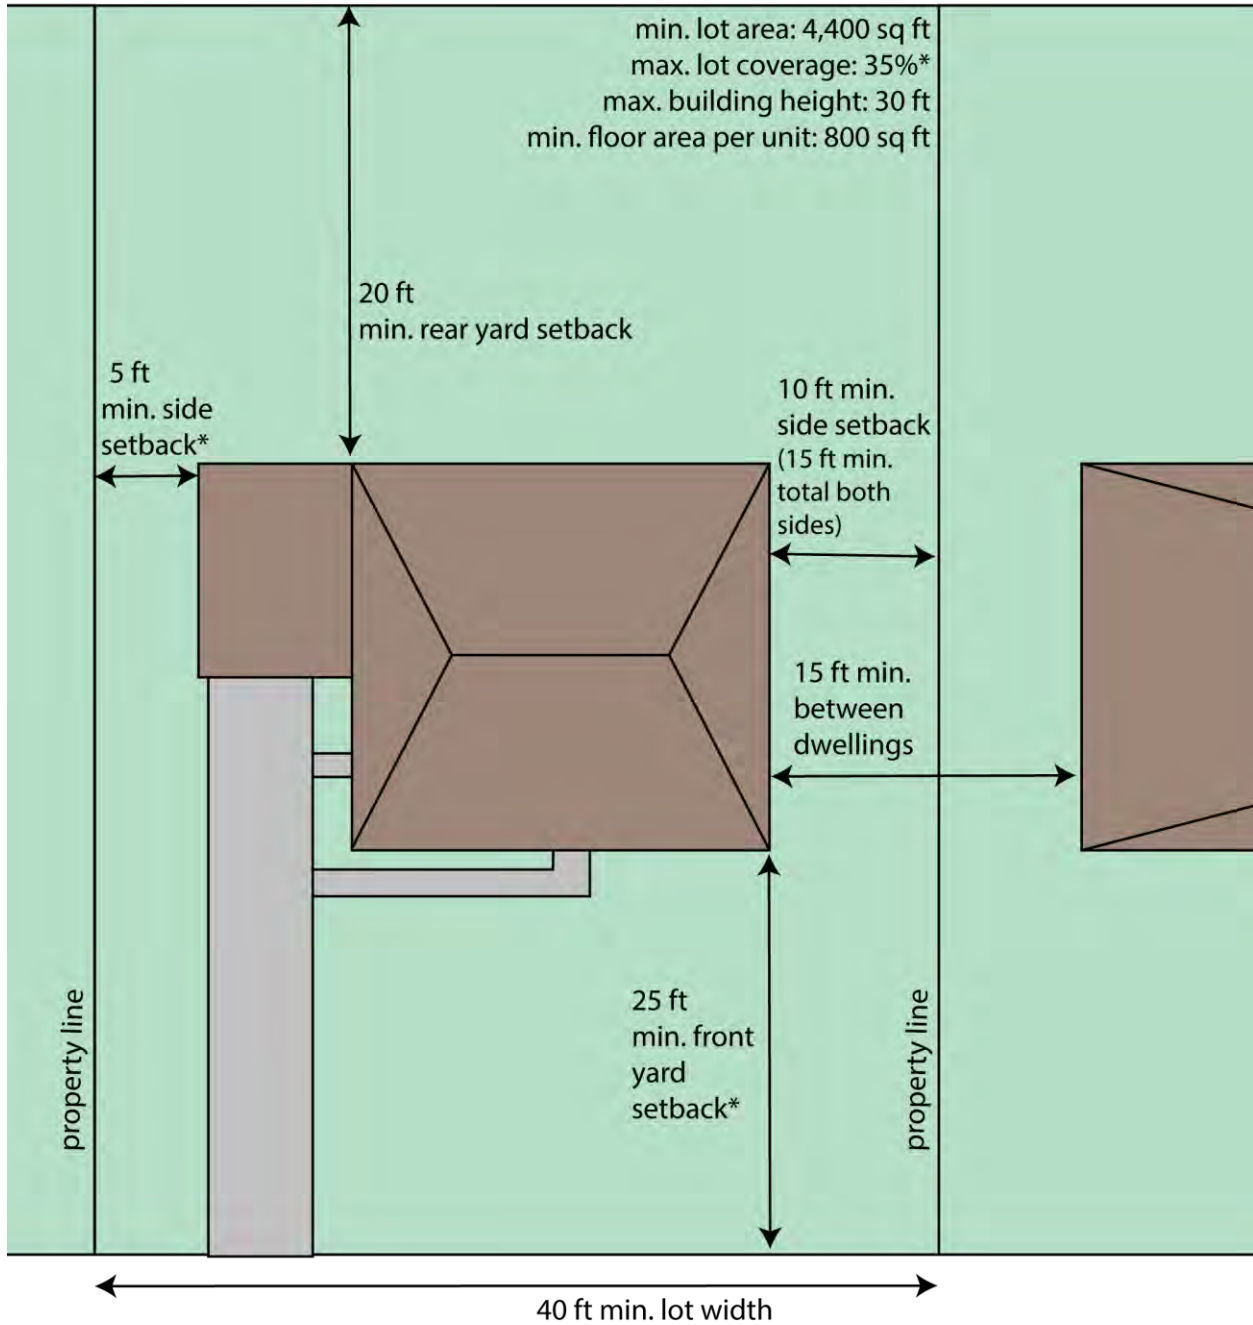 min. lot area: 4,400 sq ft
max. lot coverage: 35%*
max. building height: 30 ft
min. floor area per unit: 800 sq ft
20 ft
min. rear yard setback
5 ft
min. side
setback*
10 ft min.
side setback
(15 ft min.
total both
sides)
15 ft min.
between
dwellings
25 ft
min. front
yard
setback*
property line
property line
40 ft min. lot width